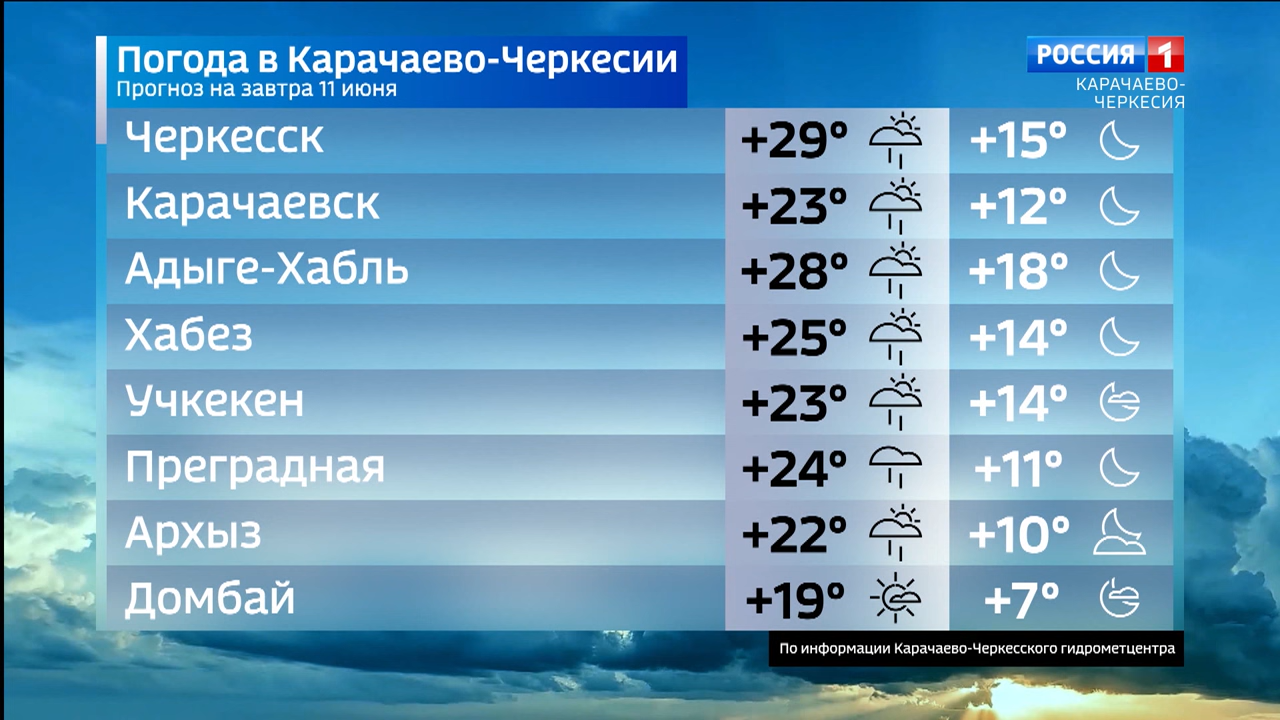 Погода в Карачаево-Черкесии
Прогноз на завтра 11 июня
РОССИЯ 1
КАРАЧАЕВО-
ЧЕРКЕСИЯ
Черкесск +29° +15°
Карачаевск +23° +12°
Адыге-Хабль +28° +18°
Хабез +25° +14°
Учкекен +23° +14°
Преградная +24° +11°
Архыз +22° +10°
Домбай +19° +7°
По информации Карачаево-Черкесского гидрометцентра